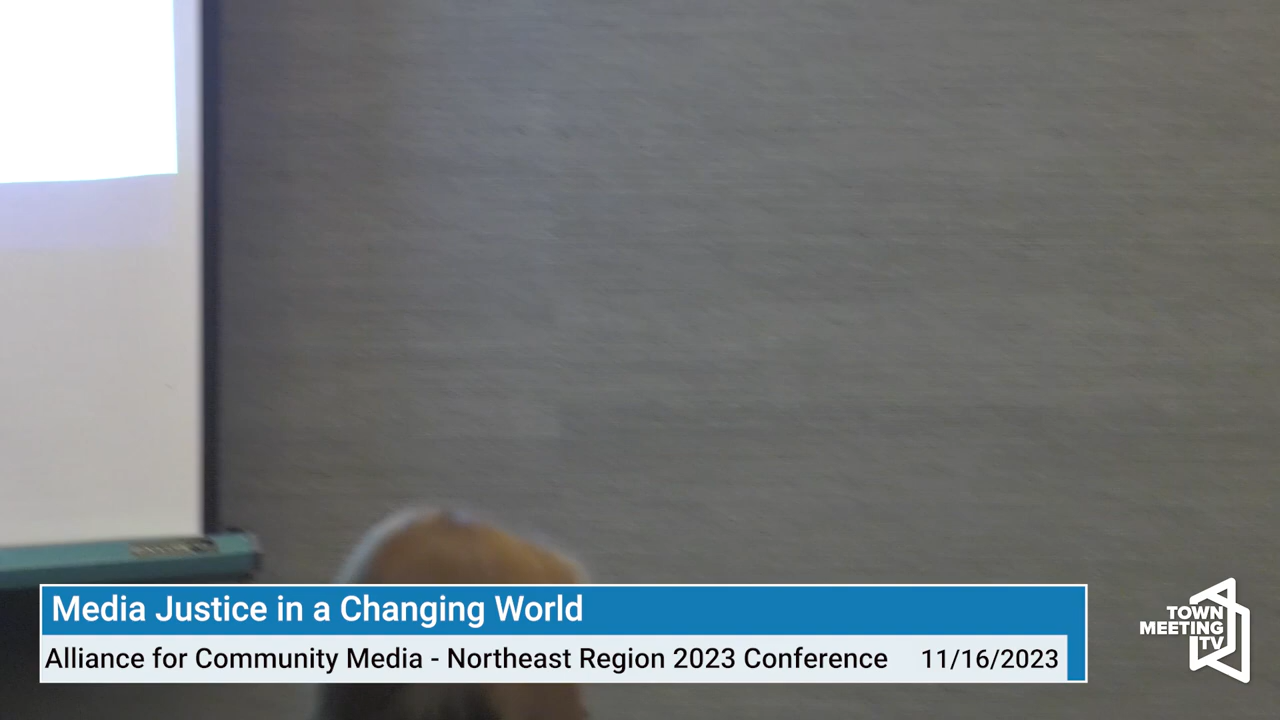 Media Justice in a Changing World
Alliance for Community Media - Northeast Region 2023 Conference 11/16/2023
TOWN
MEETING
TV